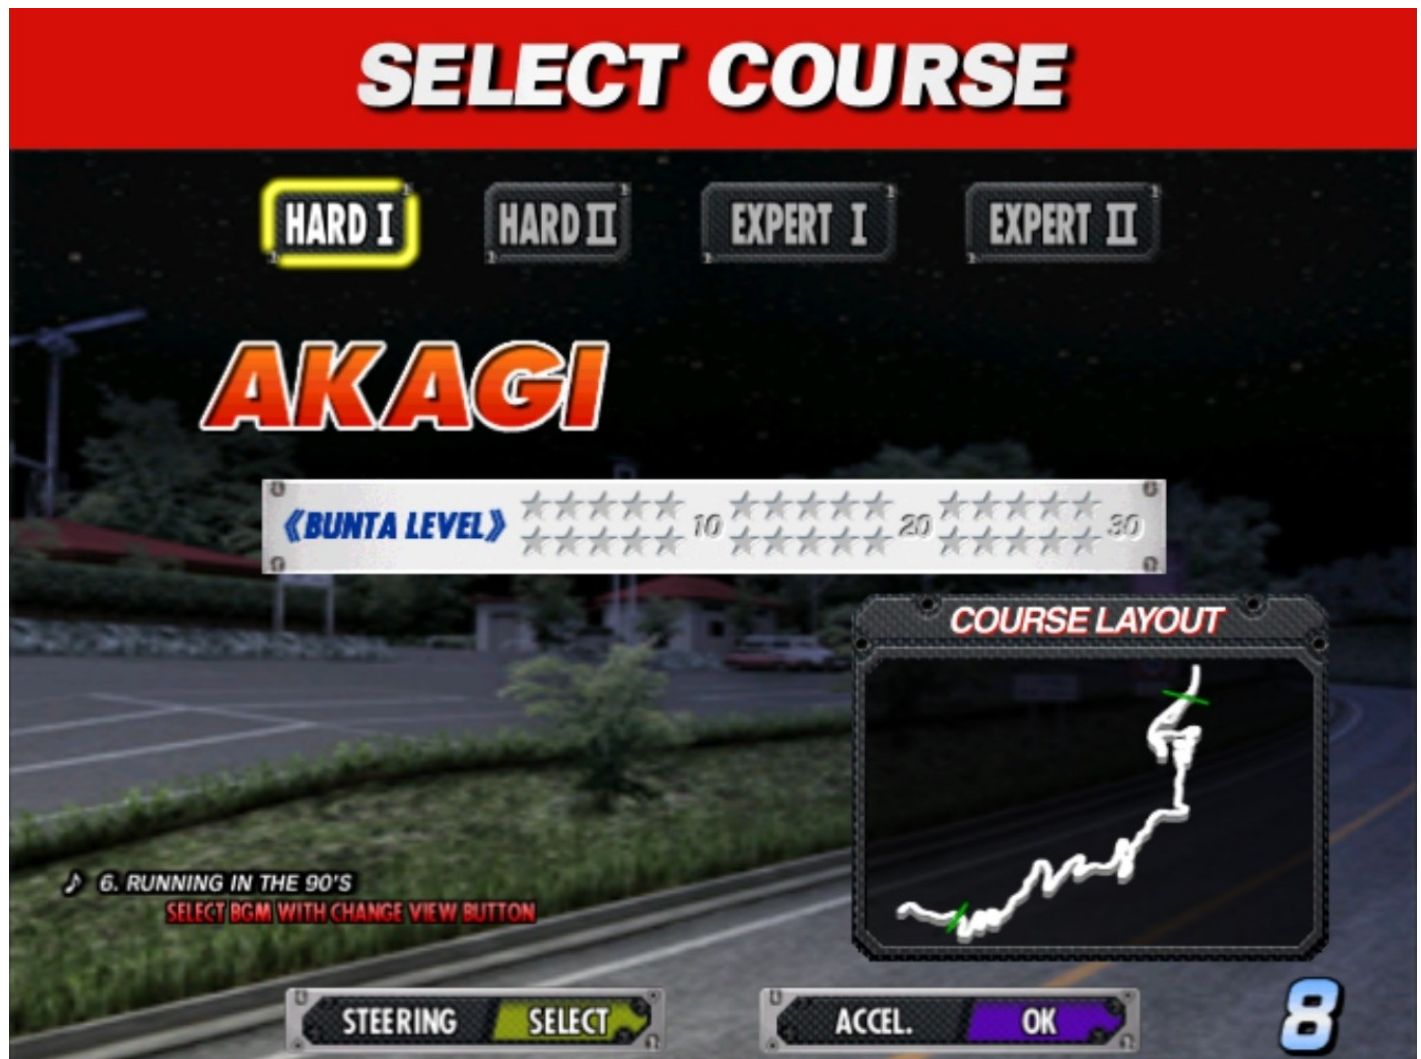 SELECT COURSE
HARD I
HARD II
EXPERT I
EXPERT II
AKAGI
《BUNTA LEVEL》 10 20 30
COURSE LAYOUT
♪ 6. RUNNING IN THE 90'S
SELECT BGM WITH CHANGE VIEW BUTTON
STEERING SELECT
ACCEL. OK
8